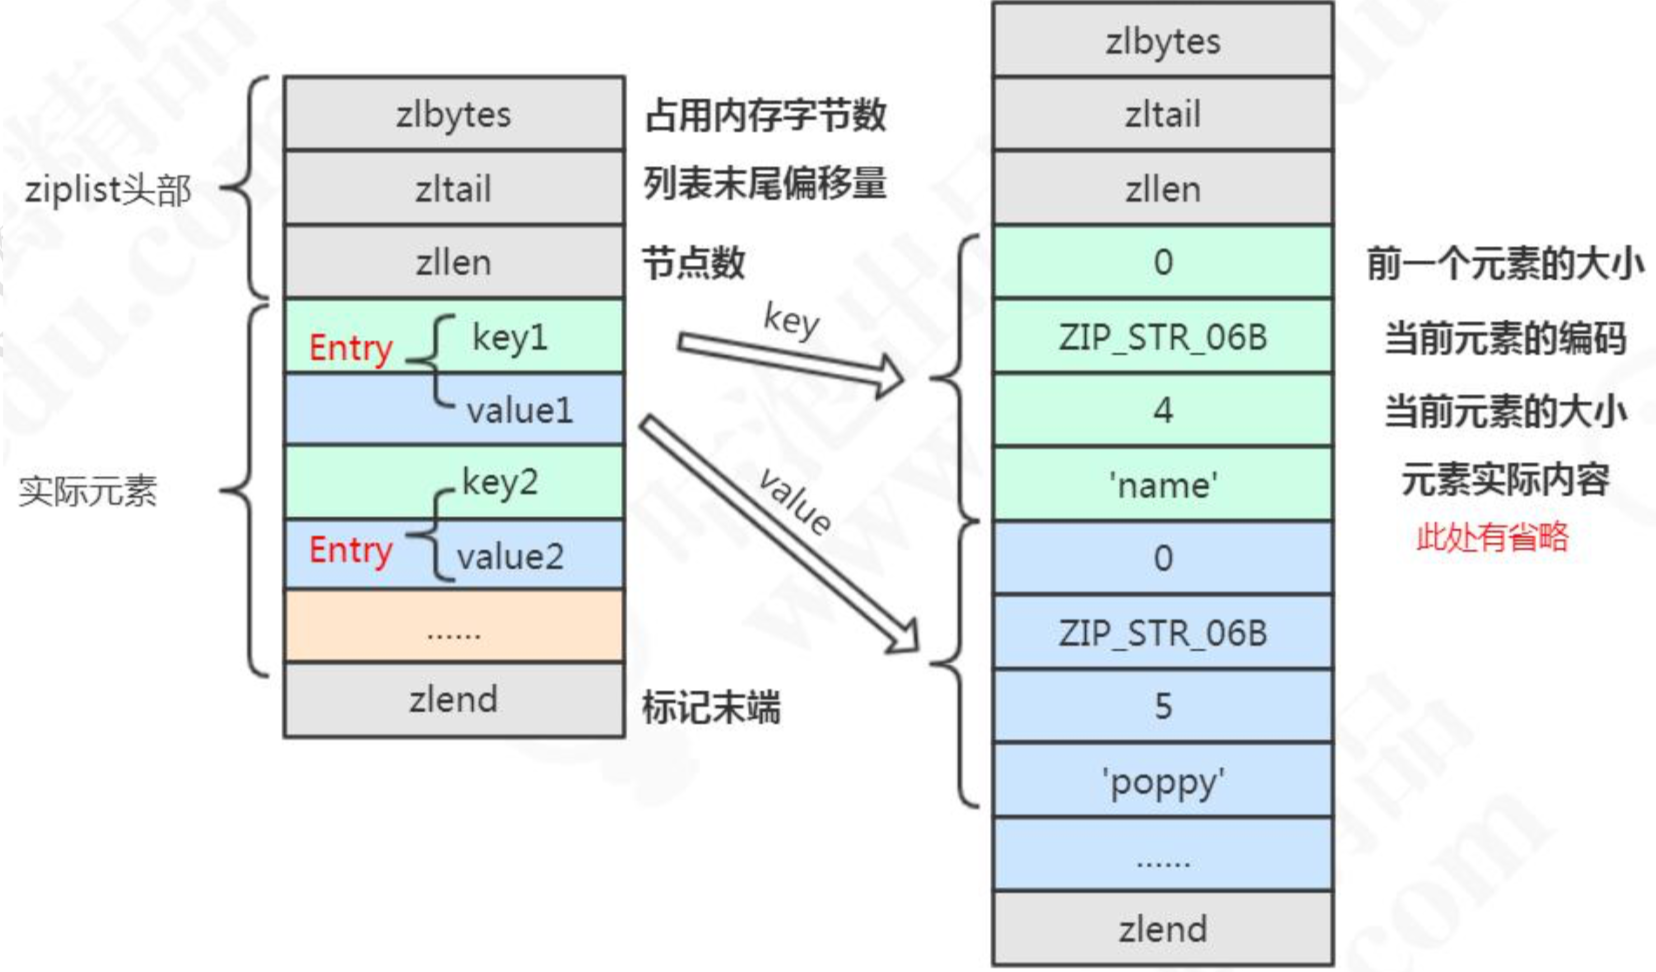 zlbytes
占用内存字节数
ziplist头部
zltail
列表末尾偏移量
zllen
节点数
Entry
key1
value1
实际元素
key2
Entry
value2
......
zlend
标记末端
key
value
zlbytes
zltail
zllen
0
前一个元素的大小
ZIP_STR_06B
当前元素的编码
4
当前元素的大小
'name'
元素实际内容
此处有省略
0
ZIP_STR_06B
5
'poppy'
......
zlend